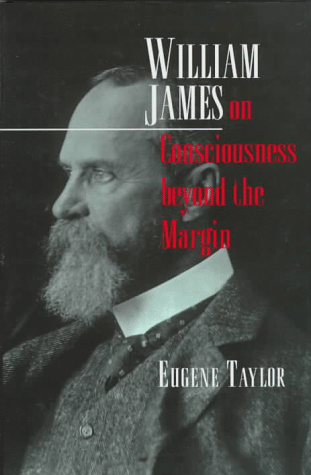 WILLIAM
JAMES on
Consciousness
beyond the
Margin
EUGENE TAYLOR